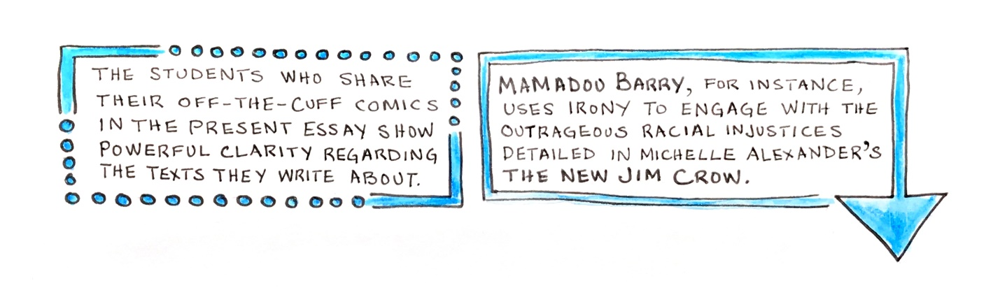 THE STUDENTS WHO SHARE
THEIR OFF-THE-CUFF COMICS
IN THE PRESENT ESSAY SHOW
POWERFUL CLARITY REGARDING
THE TEXTS THEY WRITE ABOUT.
MAMADOU BARRY, FOR INSTANCE,
USES IRONY TO ENGAGE WITH THE
OUTRAGEOUS RACIAL INJUSTICES
DETAILED IN MICHELLE ALEXANDER'S
THE NEW JIM CROW.